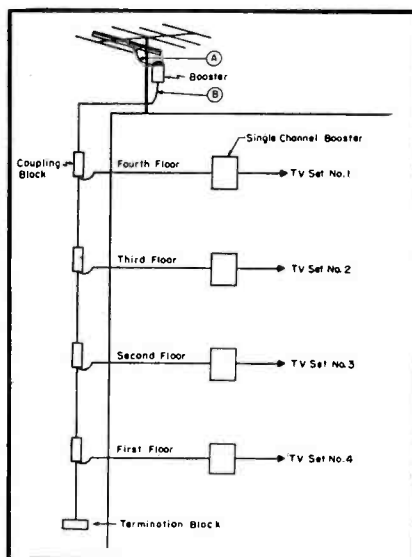 A
Booster
B
Single Channel Booster
Coupling
Block
Fourth Floor
TV Set No.1
Third Floor
TV Set No.2
Second Floor
TV Set No.3
First Floor
TV Set No.4
Termination Block